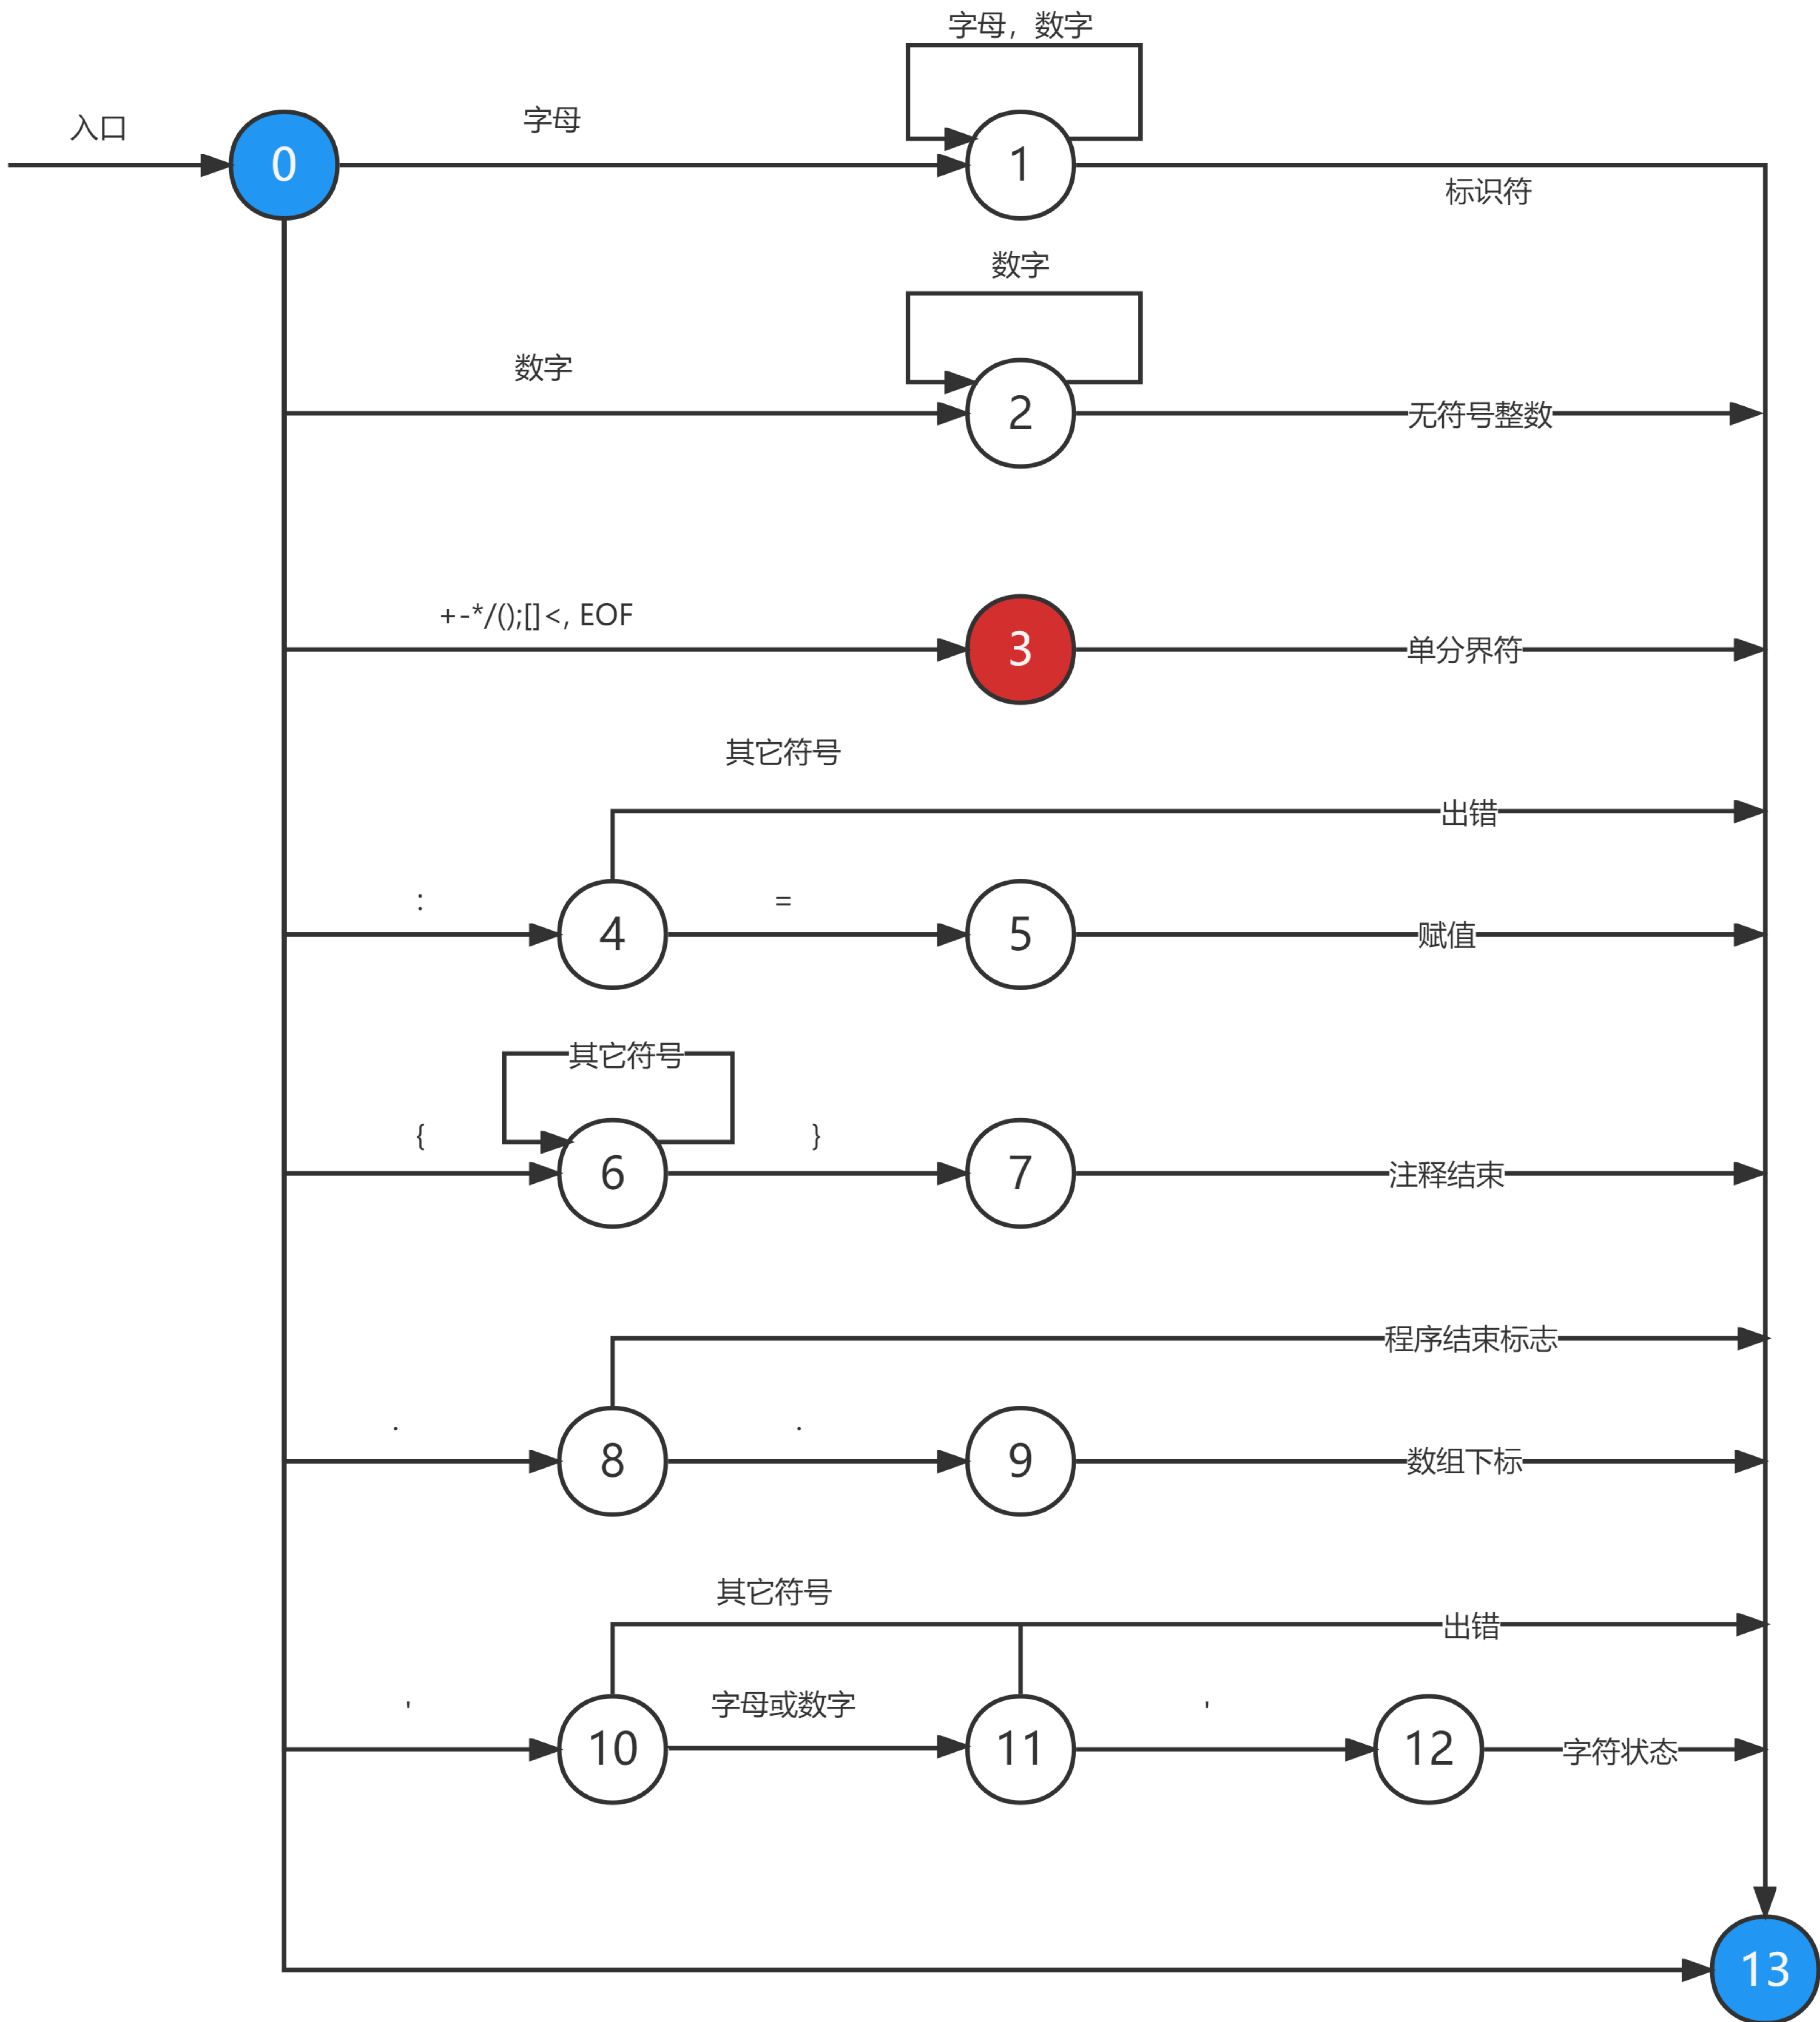 字母，数字
入口
字母
0
1
标识符
数字
数字
2
无符号整数
+-*/();[]<, EOF
3
单分界符
其它符号
出错
:
=
4
5
赋值
其它符号
{
}
6
7
注释结束
程序结束标志
.
.
8
9
数组下标
其它符号
出错
'
字母或数字
'
10
11
12
字符状态
13